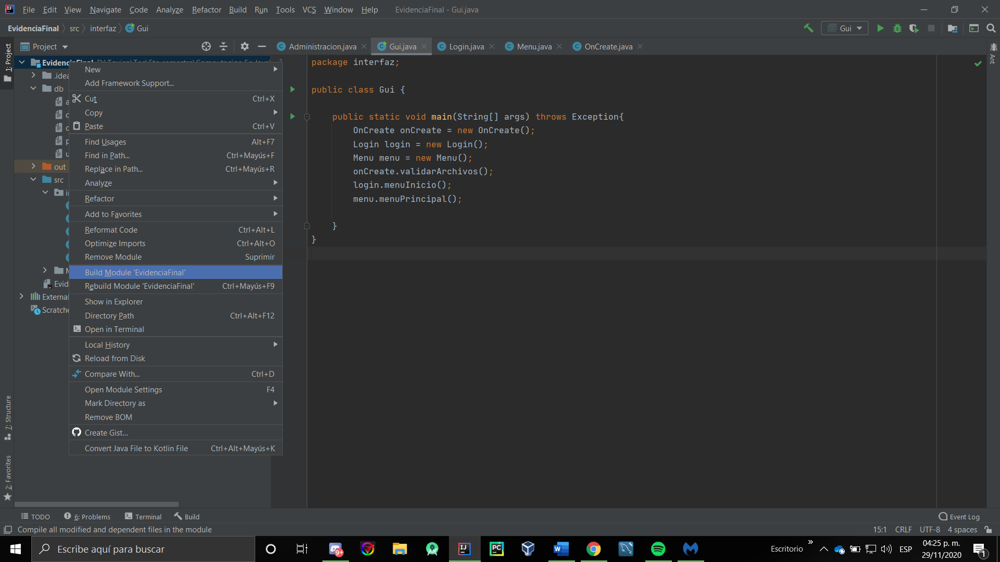 File Edit View Navigate Code Analyze Refactor Build Run Tools VCS Window Help EvidenciaFinal - Gui.java
EvidenciaFinal src interfaz Gui
Gui
Project
Administracion.java Gui.java Login.java Menu.java OnCreate.java
1: Project
Ant
.idea
db
out
src
External
7: Structure
2: Favorites
New
Add Framework Support...
Cut Ctrl+X
Copy
Paste Ctrl+V
Find Usages Alt+F7
Find in Path... Ctrl+Mayús+F
Replace in Path... Ctrl+Mayús+R
Analyze
Refactor
Add to Favorites
Reformat Code Ctrl+Alt+L
Optimize Imports Ctrl+Alt+O
Remove Module Suprimir
Build Module 'EvidenciaFinal'
Rebuild Module 'EvidenciaFinal' Ctrl+Mayús+F9
Show in Explorer
Directory Path Ctrl+Alt+F12
Open in Terminal
Local History
Reload from Disk
Compare With... Ctrl+D
Open Module Settings F4
Mark Directory as
Remove BOM
Create Gist...
Convert Java File to Kotlin File Ctrl+Alt+Mayús+K
package interfaz;
public class Gui {
public static void main(String[] args) throws Exception{
OnCreate onCreate = new OnCreate();
Login login = new Login();
Menu menu = new Menu();
onCreate.validarArchivos();
login.menuInicio();
menu.menuPrincipal();
}
}
TODO 6: Problems Terminal Build Event Log
Compile all modified and dependent files in the module 15:1 CRLF UTF-8 4 spaces
Escribe aquí para buscar
9+
Escritorio
ESP
04:25 p. m.
29/11/2020
1